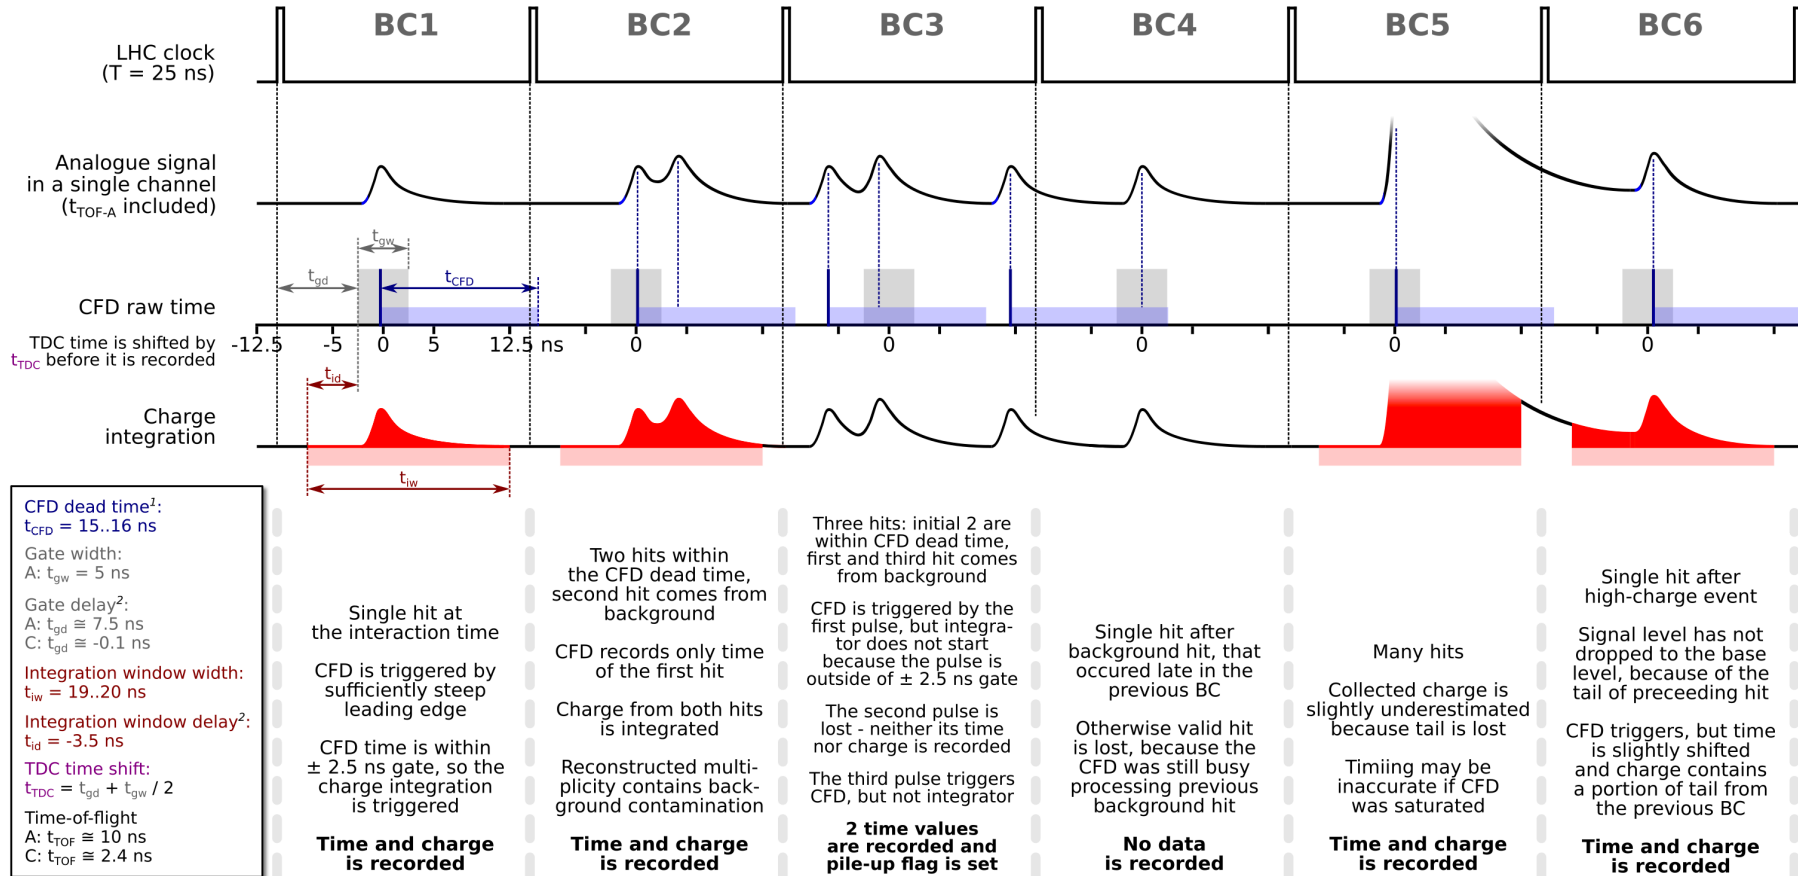 BC1
BC2
BC3
BC4
BC5
BC6
LHC clock
(T = 25 ns)
Analogue signal
in a single channel
(tTOF-A included)
tgw
tgd
tCFD
CFD raw time
-12.5
-5
0
5
12.5 ns
0
0
0
0
0
TDC time is shifted by
tTDC before it is recorded
tid
Charge
integration
tiw
CFD dead time1:
tCFD = 15..16 ns
Gate width:
A: tgw = 5 ns
Gate delay2:
A: tgd ≅ 7.5 ns
C: tgd ≅ -0.1 ns
Integration window width:
tiw = 19..20 ns
Integration window delay2:
tid = -3.5 ns
TDC time shift:
tTDC = tgd + tgw / 2
Time-of-flight
A: tTOF ≅ 10 ns
C: tTOF ≅ 2.4 ns
Single hit at
the interaction time
CFD is triggered by
sufficiently steep
leading edge
CFD time is within
± 2.5 ns gate, so the
charge integration
is triggered
Time and charge
is recorded
Two hits within
the CFD dead time,
second hit comes from
background
CFD records only time
of the first hit
Charge from both hits
is integrated
Reconstructed multi-
plicity contains back-
ground contamination
Time and charge
is recorded
Three hits: initial 2 are
within CFD dead time,
first and third hit comes
from background
CFD is triggered by the
first pulse, but integra-
tor does not start
because the pulse is
outside of ± 2.5 ns gate
The second pulse is
lost - neither its time
nor charge is recorded
The third pulse triggers
CFD, but not integrator
2 time values
are recorded and
pile-up flag is set
Single hit after
background hit, that
occured late in the
previous BC
Otherwise valid hit
is lost, because the
CFD was still busy
processing previous
background hit
No data
is recorded
Many hits
Collected charge is
slightly underestimated
because tail is lost
Timiing may be
inaccurate if CFD
was saturated
Time and charge
is recorded
Single hit after
high-charge event
Signal level has not
dropped to the base
level, because of the
tail of preceeding hit
CFD triggers, but time
is slightly shifted
and charge contains
a portion of tail from
the previous BC
Time and charge
is recorded